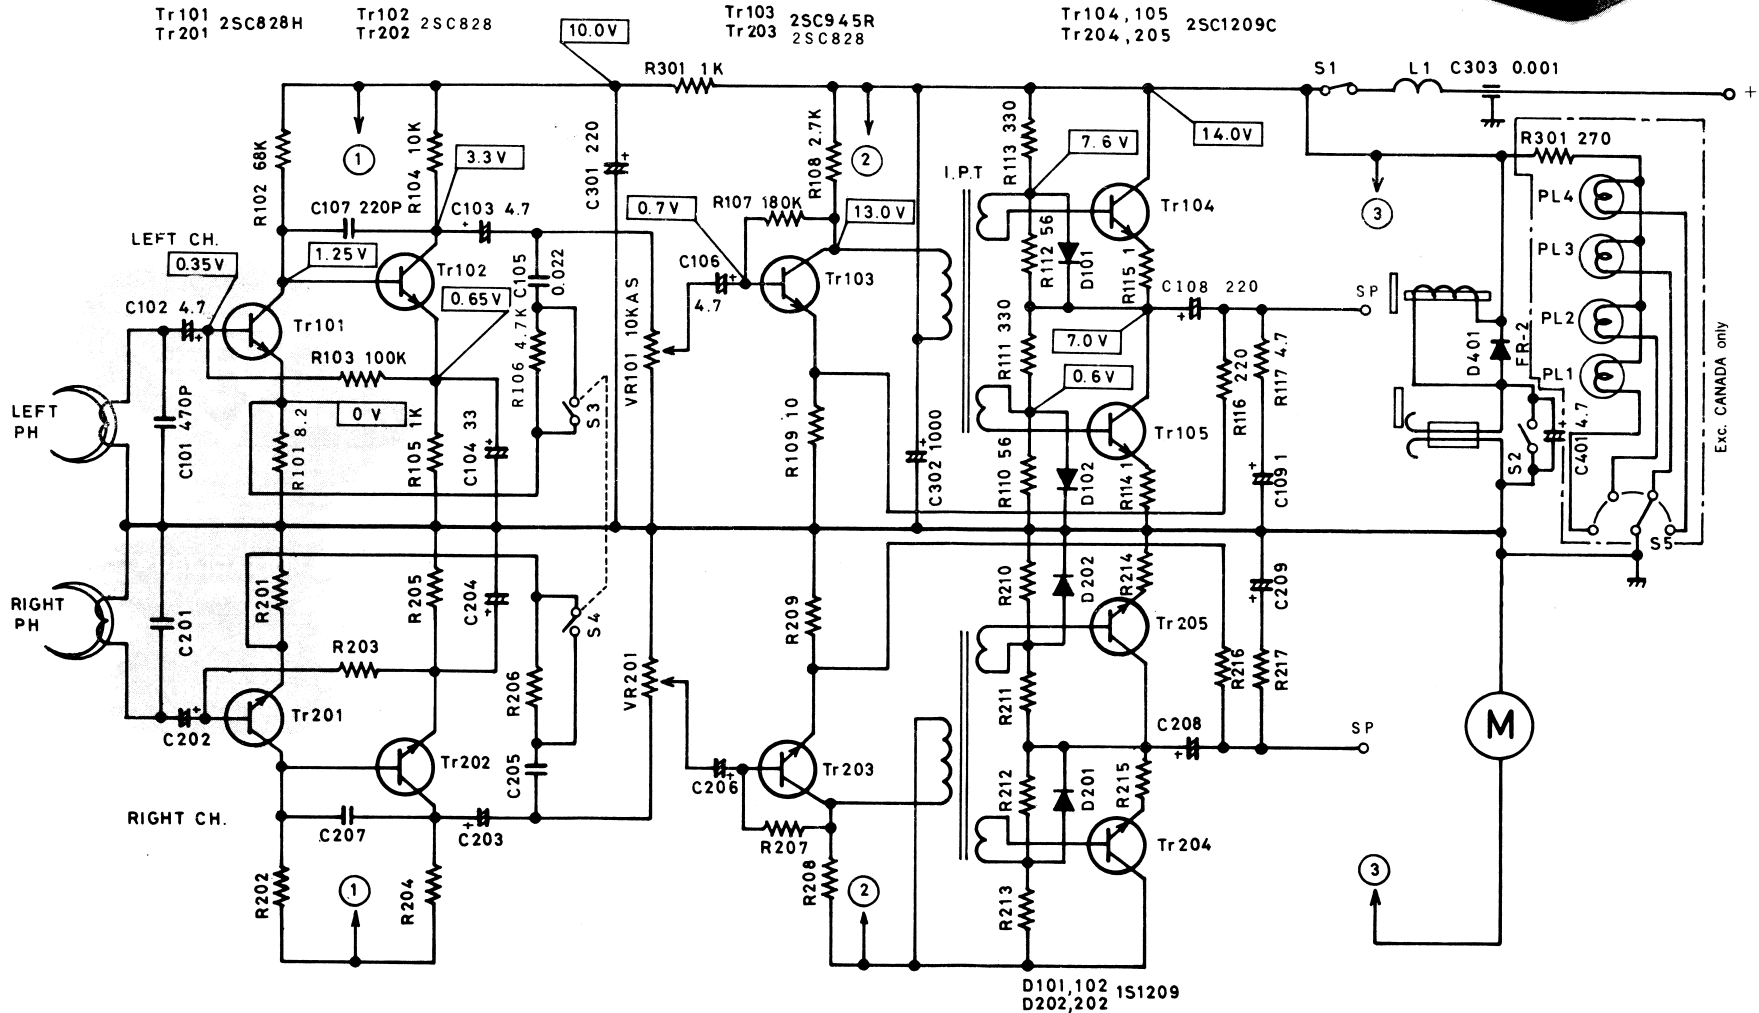 Tr101 Tr201 2SC828H
Tr102 Tr202 2SC828
Tr103 2SC945R
Tr203 2SC828
Tr104,105 Tr204,205 2SC1209C
10.0V
R301 1K
S1
L1
C303 0.001
+
R102 68K
1
R104 10K
3.3V
C301 220
R108 2.7K
2
R113 330
7.6V
14.0V
R301 270
I.P.T
PL4
C107 220P
C103 4.7
0.7V
R107 180K
13.0V
Tr104
3
LEFT CH.
0.35V
1.25V
Tr102
C105 0.022
C106 4.7
Tr103
R112 56
D101
R115 1
PL3
C102 4.7
Tr101
0.65V
R106 4.7K
VR101 10KAS
C108 220
SP
PL2
R103 100K
R111 330
7.0V
R116 220
R117 4.7
D401
FR-2
PL1
LEFT PH
0V
S3
R109 10
0.6V
Tr105
C101 470P
R101 8.2
R105 1K
C104 33
C302 1000
R110 56
D102
R114 1
C109 1
S2
C401 4.7
S5
Exc. CANADA only
RIGHT PH
C201
R201
R205
C204
S4
R209
R210
D202
R214
C209
Tr205
R203
R206
VR201
R211
R216
R217
Tr201
C202
Tr202
C205
C206
Tr203
C208
SP
M
R212
D201
R215
RIGHT CH.
C207
C203
R207
Tr204
R202
1
R204
R208
2
R213
3
D101,102 D202,202 1S1209